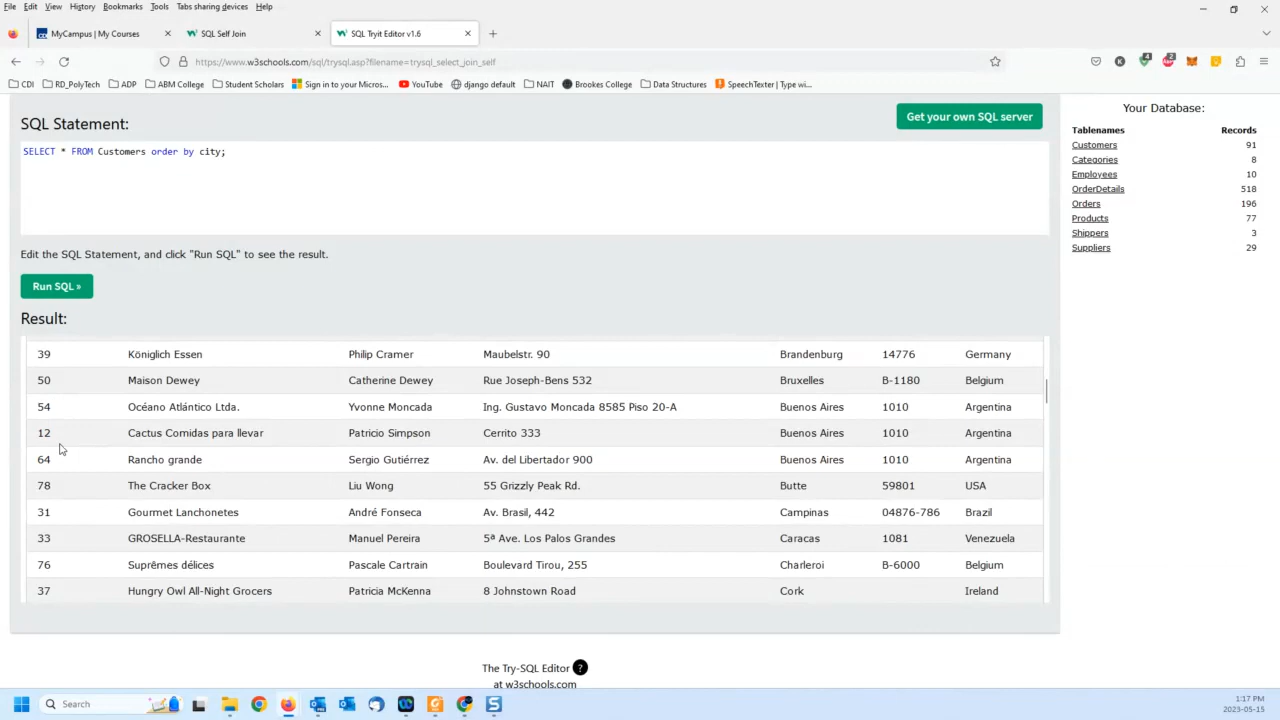 File Edit View History Bookmarks Tools Tabs sharing devices Help
MyCampus | My Courses
SQL Self Join
SQL Tryit Editor v1.6
https://www.w3schools.com/sql/trysql.asp?filename=trysql_select_join_self
4
2
CDI RD_PolyTech ADP ABM College Student Scholars Sign in to your Micros... YouTube django default NAIT Brookes College Data Structures SpeechTexter | Type wi...
SQL Statement:
Get your own SQL server
SELECT * FROM Customers order by city;
Edit the SQL Statement, and click "Run SQL" to see the result.
Run SQL »
Result:
39 Königlich Essen Philip Cramer Maubelstr. 90 Brandenburg 14776 Germany
50 Maison Dewey Catherine Dewey Rue Joseph-Bens 532 Bruxelles B-1180 Belgium
54 Océano Atlántico Ltda. Yvonne Moncada Ing. Gustavo Moncada 8585 Piso 20-A Buenos Aires 1010 Argentina
12 Cactus Comidas para llevar Patricio Simpson Cerrito 333 Buenos Aires 1010 Argentina
64 Rancho grande Sergio Gutiérrez Av. del Libertador 900 Buenos Aires 1010 Argentina
78 The Cracker Box Liu Wong 55 Grizzly Peak Rd. Butte 59801 USA
31 Gourmet Lanchonetes André Fonseca Av. Brasil, 442 Campinas 04876-786 Brazil
33 GROSELLA-Restaurante Manuel Pereira 5ª Ave. Los Palos Grandes Caracas 1081 Venezuela
76 Suprêmes délices Pascale Cartrain Boulevard Tirou, 255 Charleroi B-6000 Belgium
37 Hungry Owl All-Night Grocers Patricia McKenna 8 Johnstown Road Cork Ireland
Your Database:
Tablenames Records
Customers 91
Categories 8
Employees 10
OrderDetails 518
Orders 196
Products 77
Shippers 3
Suppliers 29
The Try-SQL Editor ?
at w3schools.com
Search
1:17 PM
2023-05-15